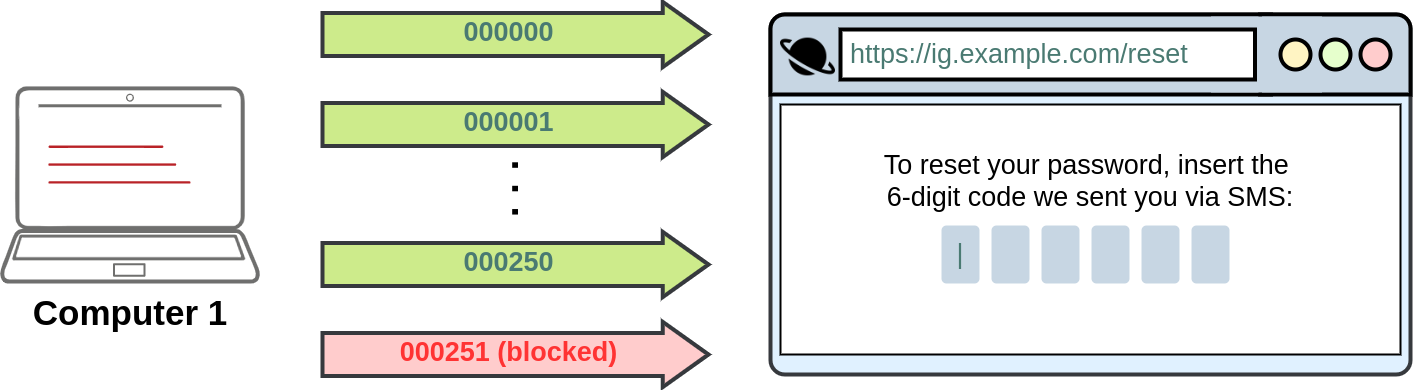 000000
000001
000250
000251 (blocked)
Computer 1
https://ig.example.com/reset
To reset your password, insert the
6-digit code we sent you via SMS: